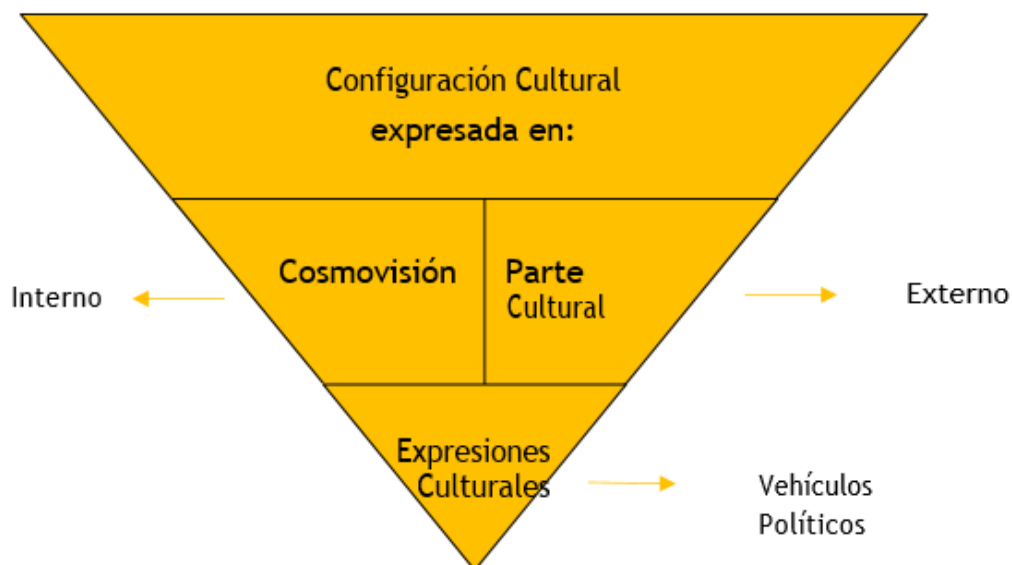 Configuración Cultural
expresada en:
Cosmovisión
Parte
Cultural
Interno
Externo
Expresiones
Culturales
Vehículos
Políticos